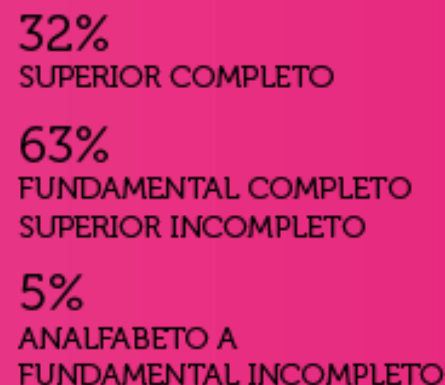 32%
SUPERIOR COMPLETO
63%
FUNDAMENTAL COMPLETO
SUPERIOR INCOMPLETO
5%
ANALFABETO A
FUNDAMENTAL INCOMPLETO